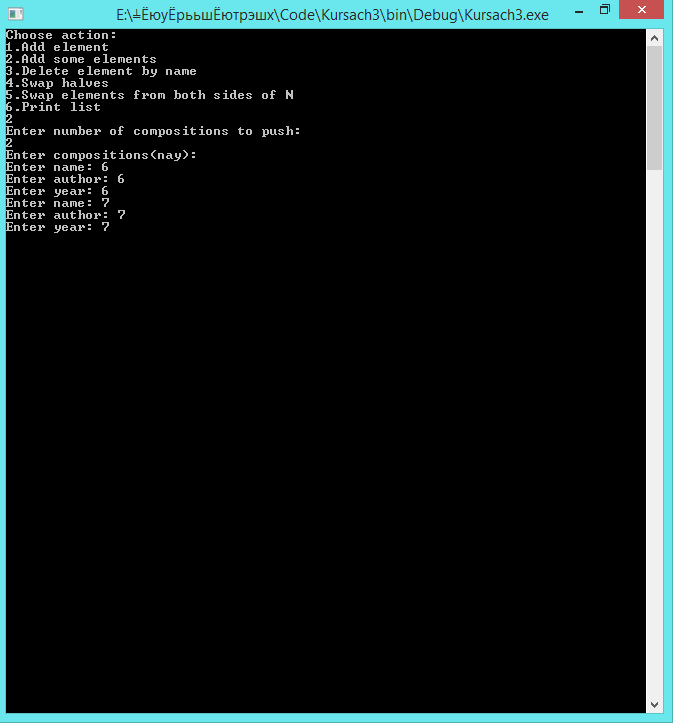 E:\╧ЁюуЁрььшЁютрэшх\Code\Kursach3\bin\Debug\Kursach3.exe
Choose action:
1.Add element
2.Add some elements
3.Delete element by name
4.Swap halves
5.Swap elements from both sides of N
6.Print list
2
Enter number of compositions to push:
2
Enter compositions(nay):
Enter name: 6
Enter author: 6
Enter year: 6
Enter name: 7
Enter author: 7
Enter year: 7